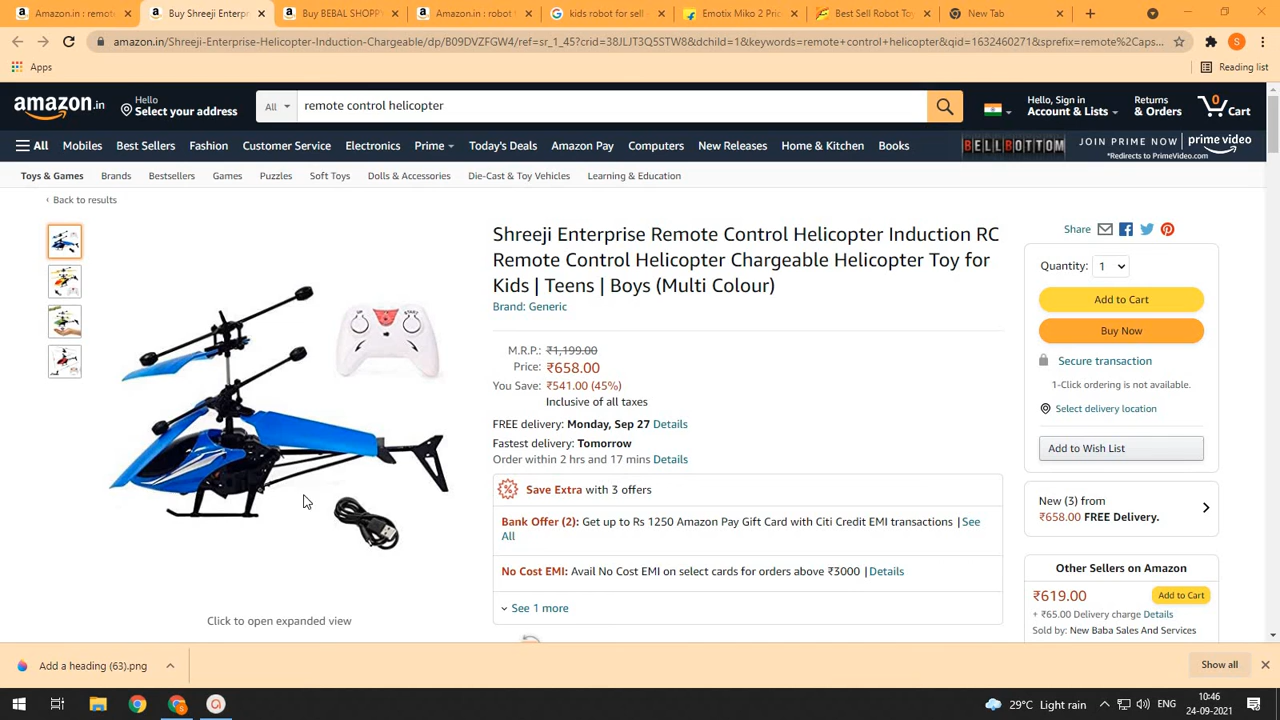 Amazon.in : remot
Buy Shreeji Enterpr
Buy BEBAL SHOPPY
Amazon.in : robot
kids robot for sell
Emotix Miko 2 Pric
Best Sell Robot Toy
New Tab
amazon.in/Shreeji-Enterprise-Helicopter-Induction-Chargeable/dp/B09DVZFGW4/ref=sr_1_45?crid=38JLJT3Q5STW8&dchild=1&keywords=remote+control+helicopter&qid=1632460271&sprefix=remote%2Caps...
S
Apps
Reading list
amazon.in
Hello
Select your address
All
remote control helicopter
Hello, Sign in
Account & Lists
Returns
& Orders
0
Cart
All
Mobiles
Best Sellers
Fashion
Customer Service
Electronics
Prime
Today's Deals
Amazon Pay
Computers
New Releases
Home & Kitchen
Books
BELLBOTTOM
JOIN PRIME NOW
*Redirects to PrimeVideo.com
prime video
Toys & Games
Brands
Bestsellers
Games
Puzzles
Soft Toys
Dolls & Accessories
Die-Cast & Toy Vehicles
Learning & Education
‹ Back to results
UP
START
Click to open expanded view
Shreeji Enterprise Remote Control Helicopter Induction RC
Remote Control Helicopter Chargeable Helicopter Toy for
Kids | Teens | Boys (Multi Colour)
Brand: Generic
M.R.P.: ₹1,199.00
Price: ₹658.00
You Save: ₹541.00 (45%)
Inclusive of all taxes
FREE delivery: Monday, Sep 27 Details
Fastest delivery: Tomorrow
Order within 2 hrs and 17 mins Details
Save Extra with 3 offers
Bank Offer (2): Get up to Rs 1250 Amazon Pay Gift Card with Citi Credit EMI transactions | See
All
No Cost EMI: Avail No Cost EMI on select cards for orders above ₹3000 | Details
See 1 more
Share
Quantity: 1
Add to Cart
Buy Now
Secure transaction
1-Click ordering is not available.
Select delivery location
Add to Wish List
New (3) from
₹658.00 FREE Delivery.
Other Sellers on Amazon
₹619.00
Add to Cart
+ ₹65.00 Delivery charge Details
Sold by: New Baba Sales And Services
Add a heading (63).png
Show all
29°C Light rain
ENG
10:46
24-09-2021